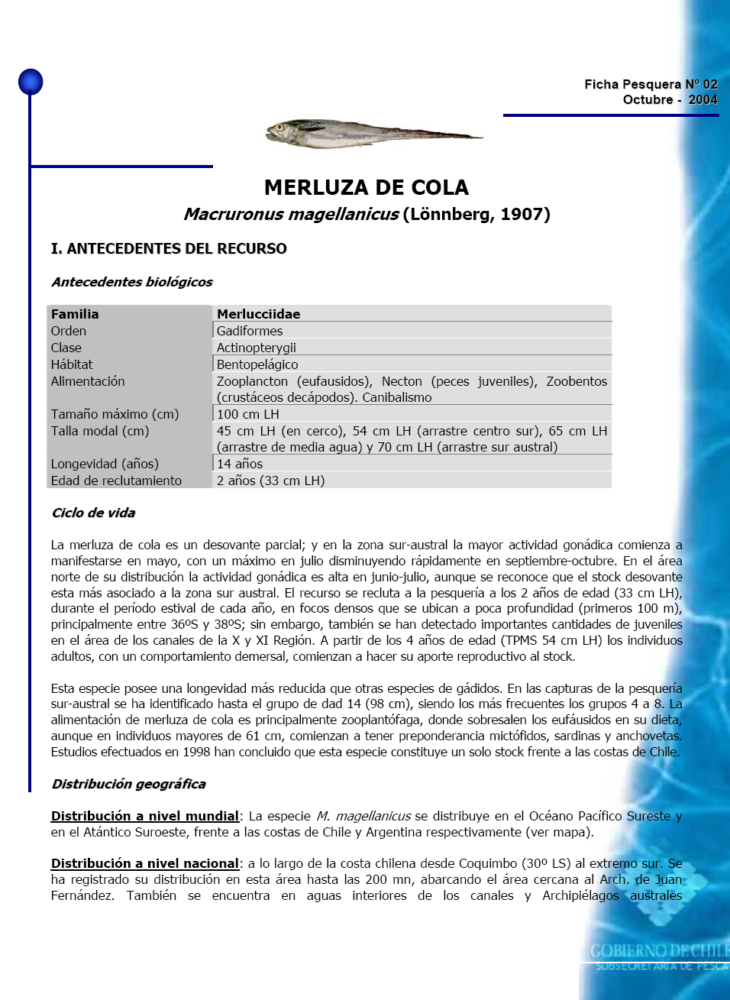 Ficha Pesquera Nº 02
Octubre - 2004
MERLUZA DE COLA
Macruronus magellanicus (Lönnberg, 1907)
I. ANTECEDENTES DEL RECURSO
Antecedentes biológicos
Familia Merlucciidae
Orden Gadiformes
Clase Actinopterygii
Hábitat Bentopelágico
Alimentación Zooplancton (eufausidos), Necton (peces juveniles), Zoobentos
(crustáceos decápodos). Canibalismo
Tamaño máximo (cm) 100 cm LH
Talla modal (cm) 45 cm LH (en cerco), 54 cm LH (arrastre centro sur), 65 cm LH
(arrastre de media agua) y 70 cm LH (arrastre sur austral)
Longevidad (años) 14 años
Edad de reclutamiento 2 años (33 cm LH)
Ciclo de vida
La merluza de cola es un desovante parcial; y en la zona sur-austral la mayor actividad gonádica comienza a
manifestarse en mayo, con un máximo en julio disminuyendo rápidamente en septiembre-octubre. En el área
norte de su distribución la actividad gonádica es alta en junio-julio, aunque se reconoce que el stock desovante
esta más asociado a la zona sur austral. El recurso se recluta a la pesquería a los 2 años de edad (33 cm LH),
durante el período estival de cada año, en focos densos que se ubican a poca profundidad (primeros 100 m),
principalmente entre 36ºS y 38ºS; sin embargo, también se han detectado importantes cantidades de juveniles
en el área de los canales de la X y XI Región. A partir de los 4 años de edad (TPMS 54 cm LH) los individuos
adultos, con un comportamiento demersal, comienzan a hacer su aporte reproductivo al stock.
Esta especie posee una longevidad más reducida que otras especies de gádidos. En las capturas de la pesquería
sur-austral se ha identificado hasta el grupo de dad 14 (98 cm), siendo los más frecuentes los grupos 4 a 8. La
alimentación de merluza de cola es principalmente zooplantófaga, donde sobresalen los eufáusidos en su dieta,
aunque en individuos mayores de 61 cm, comienzan a tener preponderancia mictófidos, sardinas y anchovetas.
Estudios efectuados en 1998 han concluido que esta especie constituye un solo stock frente a las costas de Chile.
Distribución geográfica
Distribución a nivel mundial: La especie M. magellanicus se distribuye en el Océano Pacífico Sureste y
en el Atántico Suroeste, frente a las costas de Chile y Argentina respectivamente (ver mapa).
Distribución a nivel nacional: a lo largo de la costa chilena desde Coquimbo (30º LS) al extremo sur. Se
ha registrado su distribución en esta área hasta las 200 mn, abarcando el área cercana al Arch. de Juan
Fernández. También se encuentra en aguas interiores de los canales y Archipiélagos australes
GOBIERNO DE CHILE
SUBSECRETARÍA DE PESCA